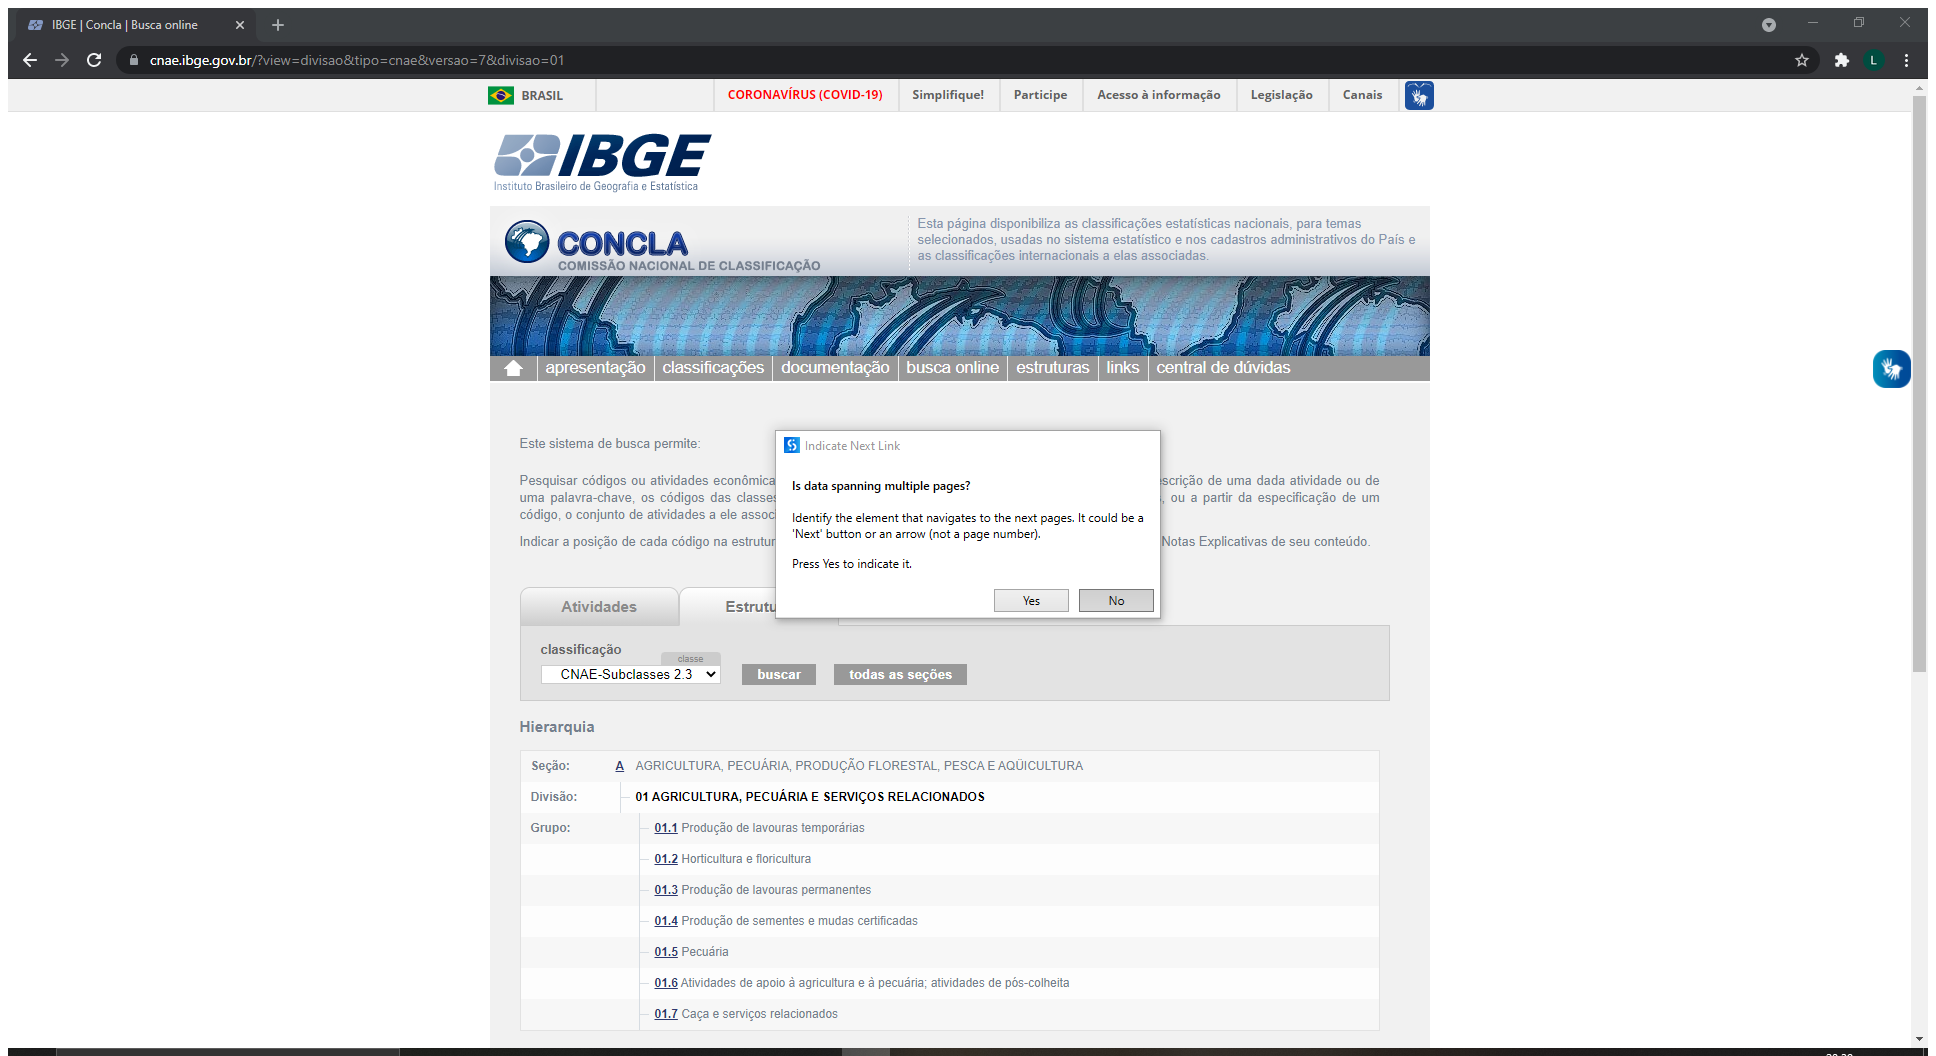 IBGE | Concla | Busca online
cnae.ibge.gov.br/?view=divisao&tipo=cnae&versao=7&divisao=01
L
BRASIL
CORONAVÍRUS (COVID-19)
Simplifique!
Participe
Acesso à informação
Legislação
Canais
IBGE
Instituto Brasileiro de Geografia e Estatística
CONCLA
COMISSÃO NACIONAL DE CLASSIFICAÇÃO
Esta página disponibiliza as classificações estatísticas nacionais, para temas
selecionados, usadas no sistema estatístico e nos cadastros administrativos do País e
as classificações internacionais a elas associadas.
apresentação
classificações
documentação
busca online
estruturas
links
central de dúvidas
Este sistema de busca permite:
Pesquisar códigos ou atividades econômica
scrição de uma dada atividade ou de
uma palavra-chave, os códigos das classes
, ou a partir da especificação de um
código, o conjunto de atividades a ele assoc
Indicar a posição de cada código na estrutur
Notas Explicativas de seu conteúdo.
Indicate Next Link
Is data spanning multiple pages?
Identify the element that navigates to the next pages. It could be a
'Next' button or an arrow (not a page number).
Press Yes to indicate it.
Yes
No
Atividades
Estrutu
classificação
classe
CNAE-Subclasses 2.3
buscar
todas as seções
Hierarquia
Seção: A AGRICULTURA, PECUÁRIA, PRODUÇÃO FLORESTAL, PESCA E AQÜICULTURA
Divisão: 01 AGRICULTURA, PECUÁRIA E SERVIÇOS RELACIONADOS
Grupo: 01.1 Produção de lavouras temporárias
01.2 Horticultura e floricultura
01.3 Produção de lavouras permanentes
01.4 Produção de sementes e mudas certificadas
01.5 Pecuária
01.6 Atividades de apoio à agricultura e à pecuária; atividades de pós-colheita
01.7 Caça e serviços relacionados